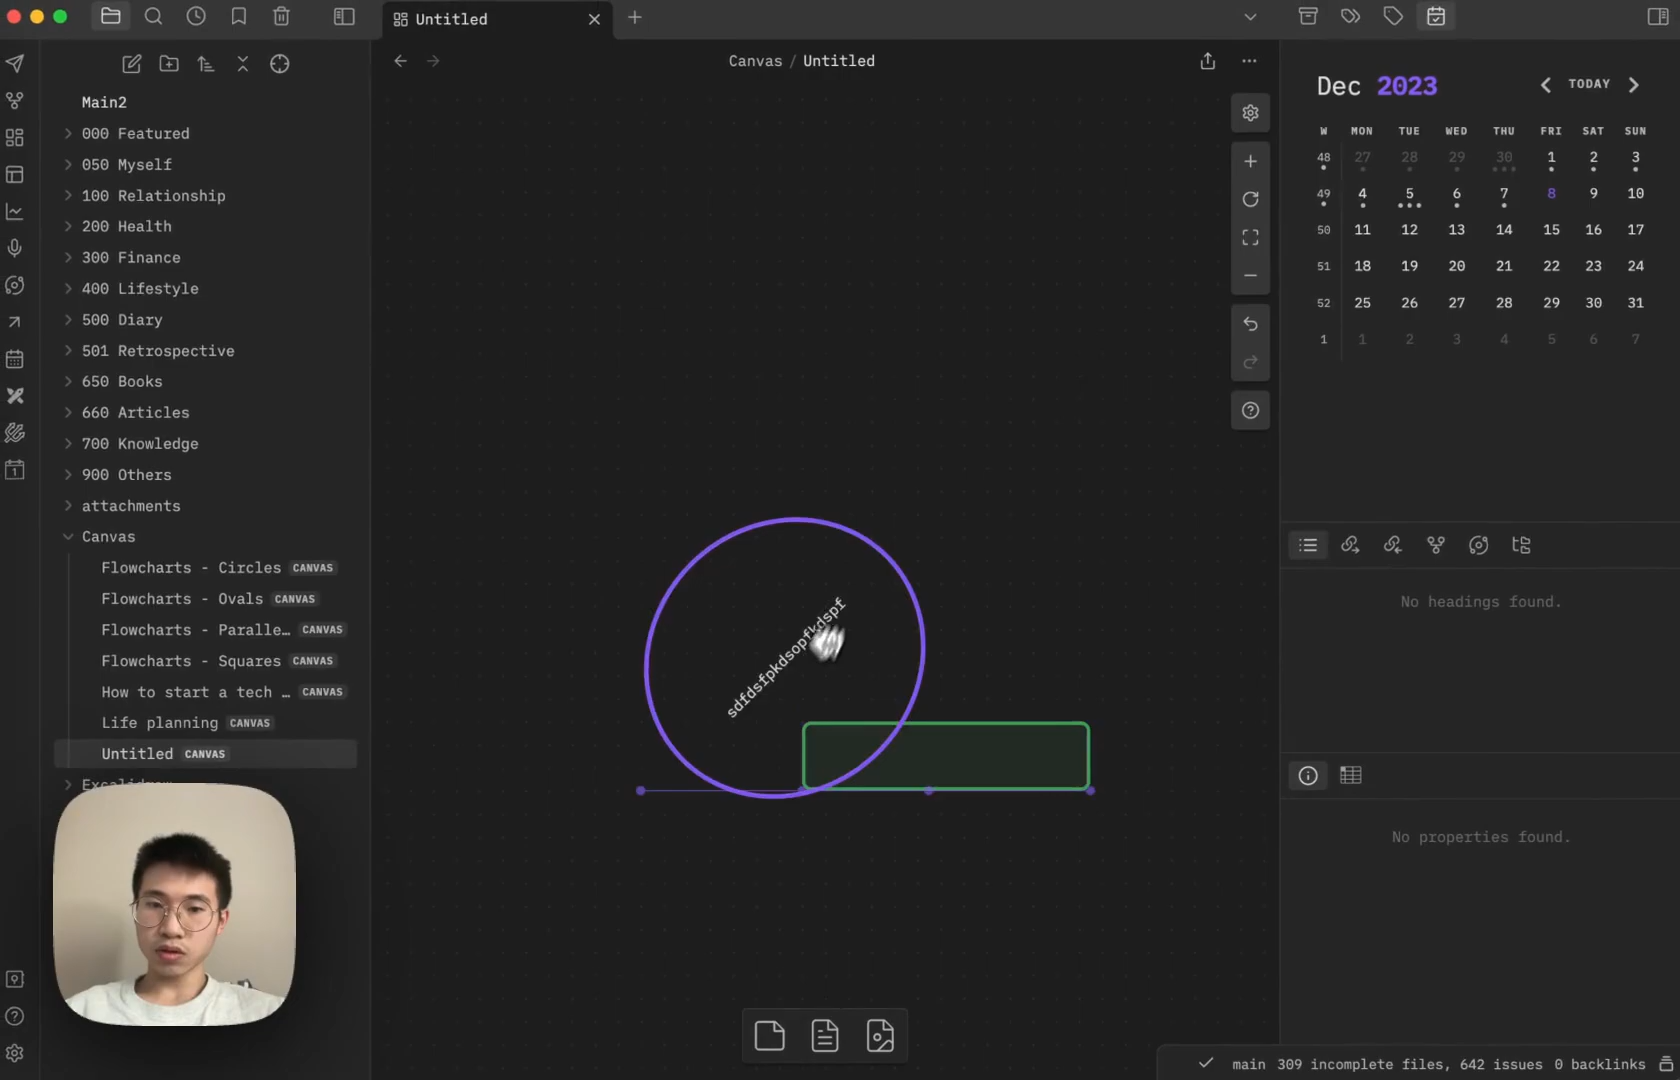 Untitled
Canvas / Untitled
Main2
000 Featured
050 Myself
100 Relationship
200 Health
300 Finance
400 Lifestyle
500 Diary
501 Retrospective
650 Books
660 Articles
700 Knowledge
900 Others
attachments
Canvas
Flowcharts - Circles CANVAS
Flowcharts - Ovals CANVAS
Flowcharts - Paralle… CANVAS
Flowcharts - Squares CANVAS
How to start a tech … CANVAS
Life planning CANVAS
Untitled CANVAS
sdfdsfpkdsopfkdspf
Dec 2023
TODAY
W MON TUE WED THU FRI SAT SUN
48 27 28 29 30 1 2 3
49 4 5 6 7 8 9 10
50 11 12 13 14 15 16 17
51 18 19 20 21 22 23 24
52 25 26 27 28 29 30 31
1 1 2 3 4 5 6 7
No headings found.
No properties found.
main 309 incomplete files, 642 issues 0 backlinks